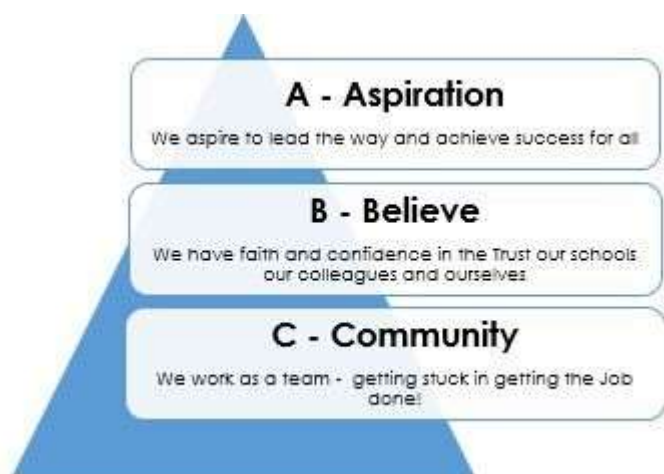 A - Aspiration
We aspire to lead the way and achieve success for all
B - Believe
We have faith and confidence in the Trust our schools
our colleagues and ourselves
C - Community
We work as a team - getting stuck in getting the Job
done!